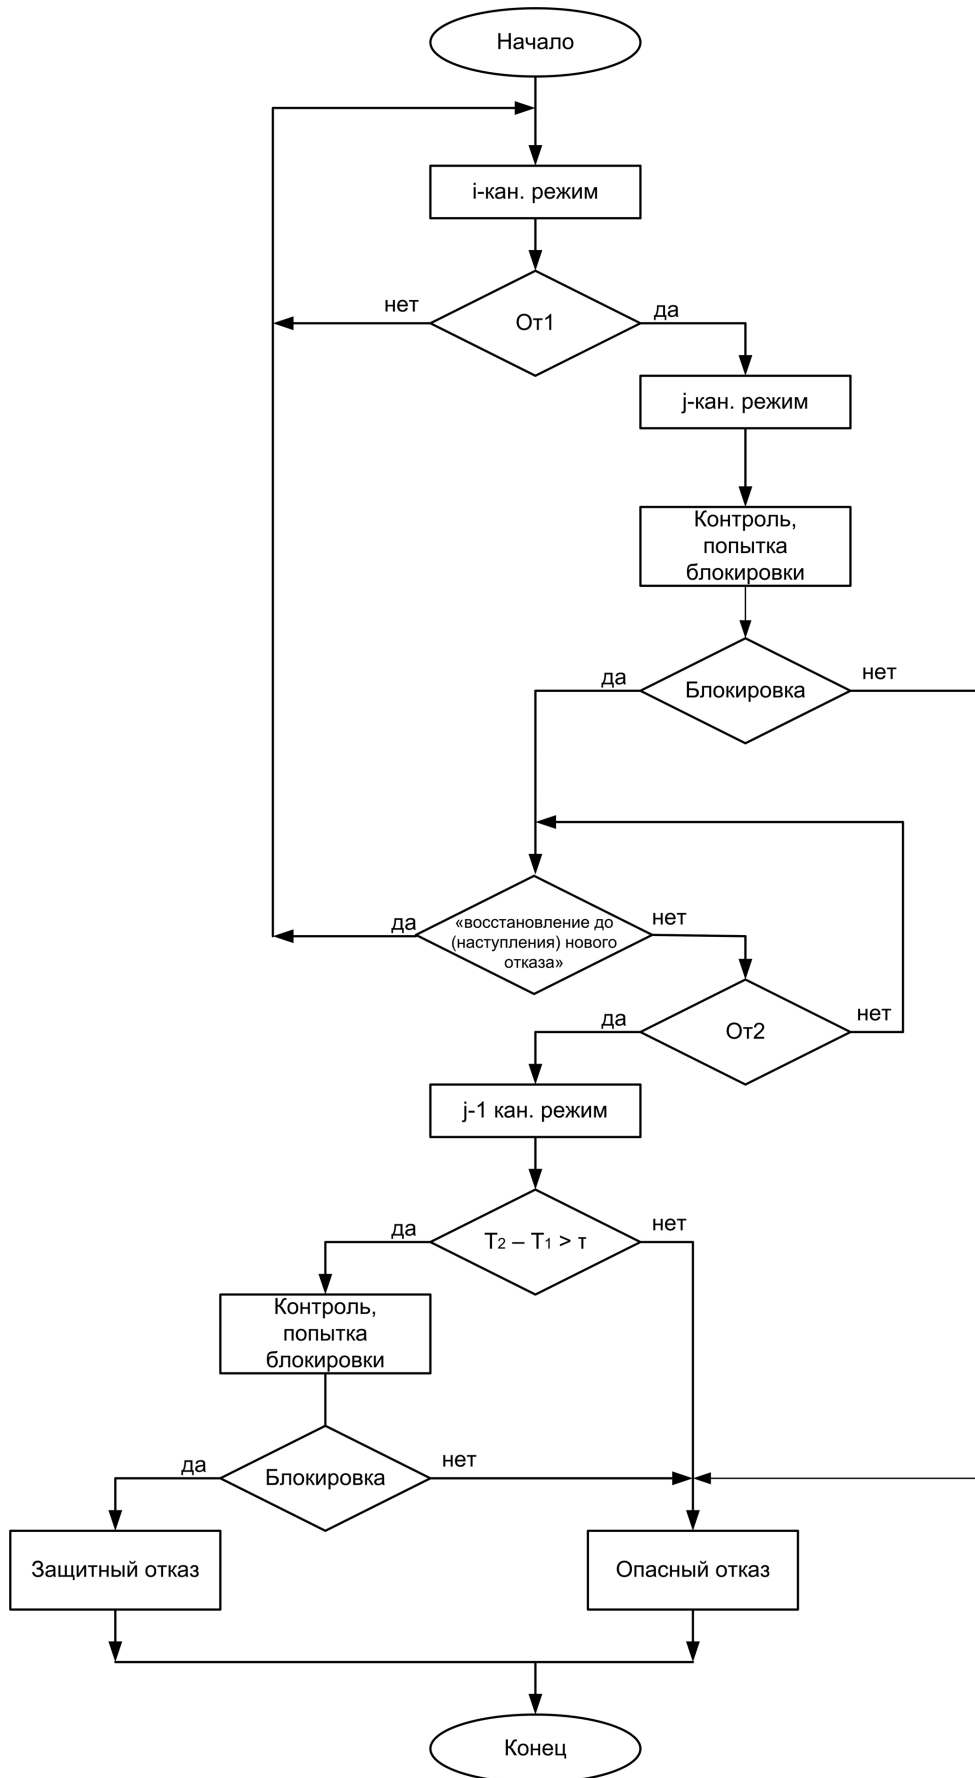 Начало
i-кан. режим
нет
От1
да
j-кан. режим
Контроль,
попытка
блокировки
да
Блокировка
нет
да
«восстановление до
(наступления) нового
отказа»
нет
да
От2
нет
j-1 кан. режим
да
T2 – T1 > τ
нет
Контроль,
попытка
блокировки
да
Блокировка
нет
Защитный отказ
Опасный отказ
Конец